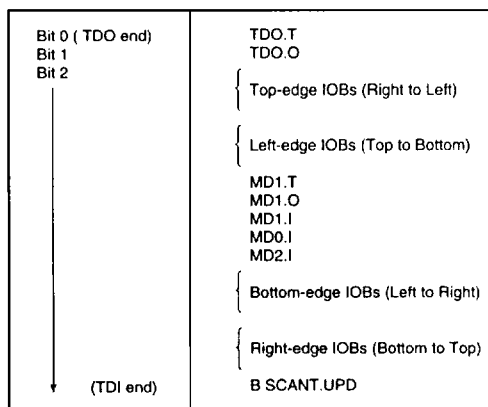 Bit 0 ( TDO end)
Bit 1
Bit 2
(TDI end)
TDO.T
TDO.O
Top-edge IOBs (Right to Left)
Left-edge IOBs (Top to Bottom)
MD1.T
MD1.O
MD1.I
MD0.I
MD2.I
Bottom-edge IOBs (Left to Right)
Right-edge IOBs (Bottom to Top)
B SCANT.UPD